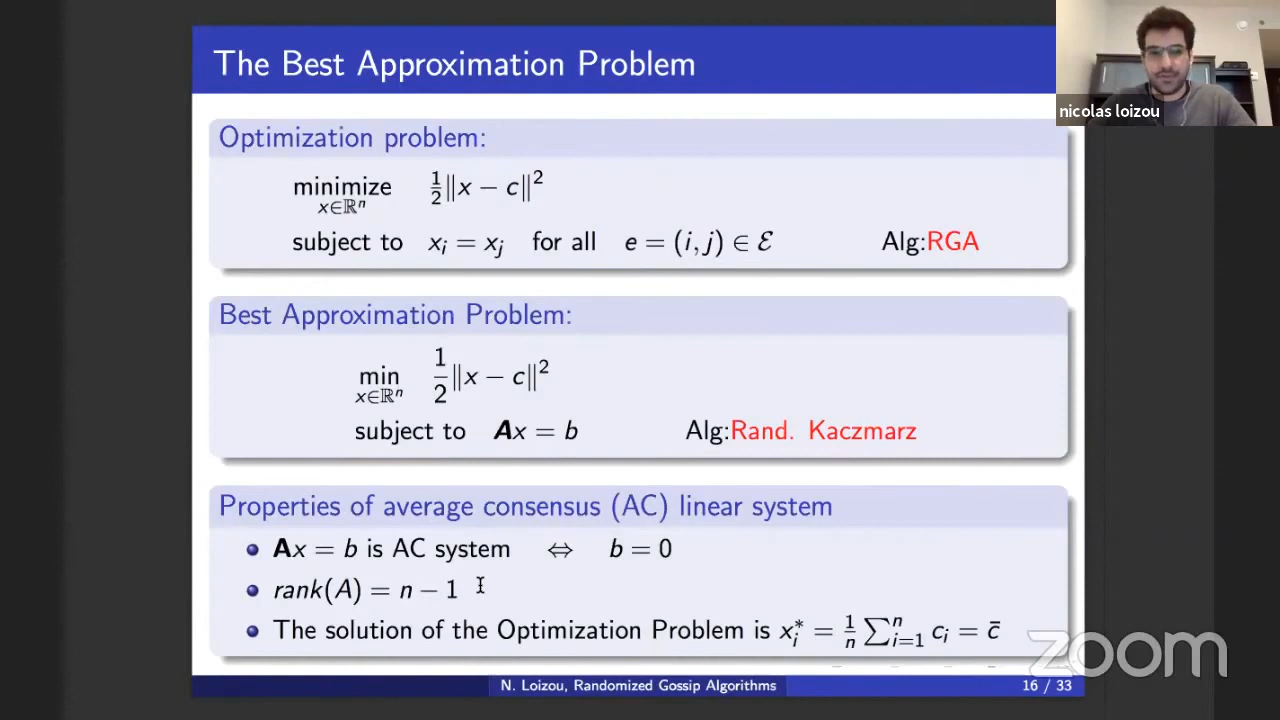 The Best Approximation Problem
nicolas loizou
Optimization problem:
minimize x∈ℝⁿ ½‖x − c‖²
subject to xᵢ = xⱼ for all e = (i, j) ∈ ℰ Alg:RGA
Best Approximation Problem:
min x∈ℝⁿ 1/2 ‖x − c‖²
subject to Ax = b Alg:Rand. Kaczmarz
Properties of average consensus (AC) linear system
Ax = b is AC system ⇔ b = 0
rank(A) = n − 1
The solution of the Optimization Problem is xᵢ* = 1/n ∑ⁿᵢ₌₁ cᵢ = c̄
zoom
N. Loizou, Randomized Gossip Algorithms 16 / 33